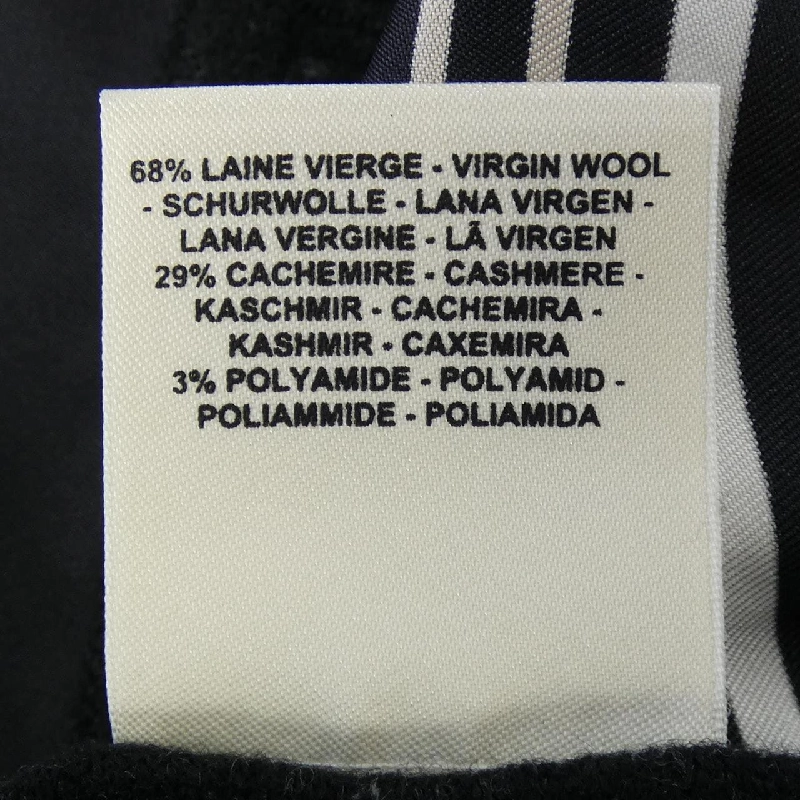 68% LAINE VIERGE - VIRGIN WOOL
- SCHURWOLLE - LANA VIRGEN -
LANA VERGINE - LÃ VIRGEN
29% CACHEMIRE - CASHMERE -
KASCHMIR - CACHEMIRA -
KASHMIR - CAXEMIRA
3% POLYAMIDE - POLYAMID -
POLIAMMIDE - POLIAMIDA